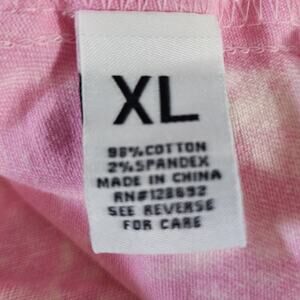 XL
98%COTTON
2%SPANDEX
MADE IN CHINA
RN#128692
SEE REVERSE
FOR CARE